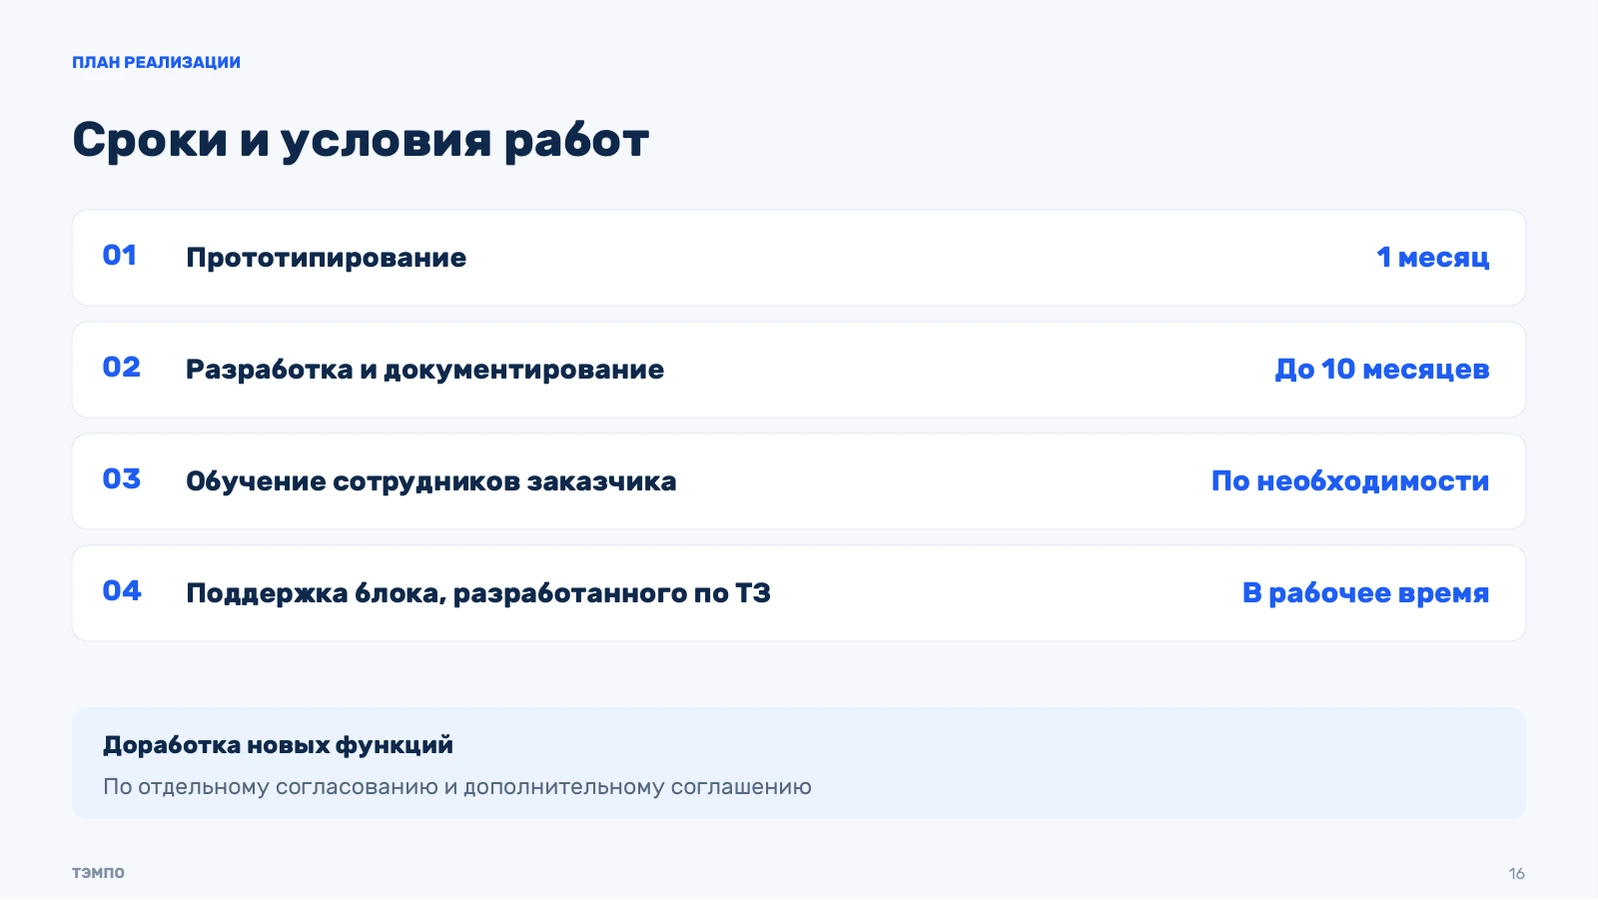 ПЛАН РЕАЛИЗАЦИИ
Сроки и условия работ
01 Прототипирование 1 месяц
02 Разработка и документирование До 10 месяцев
03 Обучение сотрудников заказчика По необходимости
04 Поддержка блока, разработанного по ТЗ В рабочее время
Доработка новых функций
По отдельному согласованию и дополнительному соглашению
ТЭМПО 16